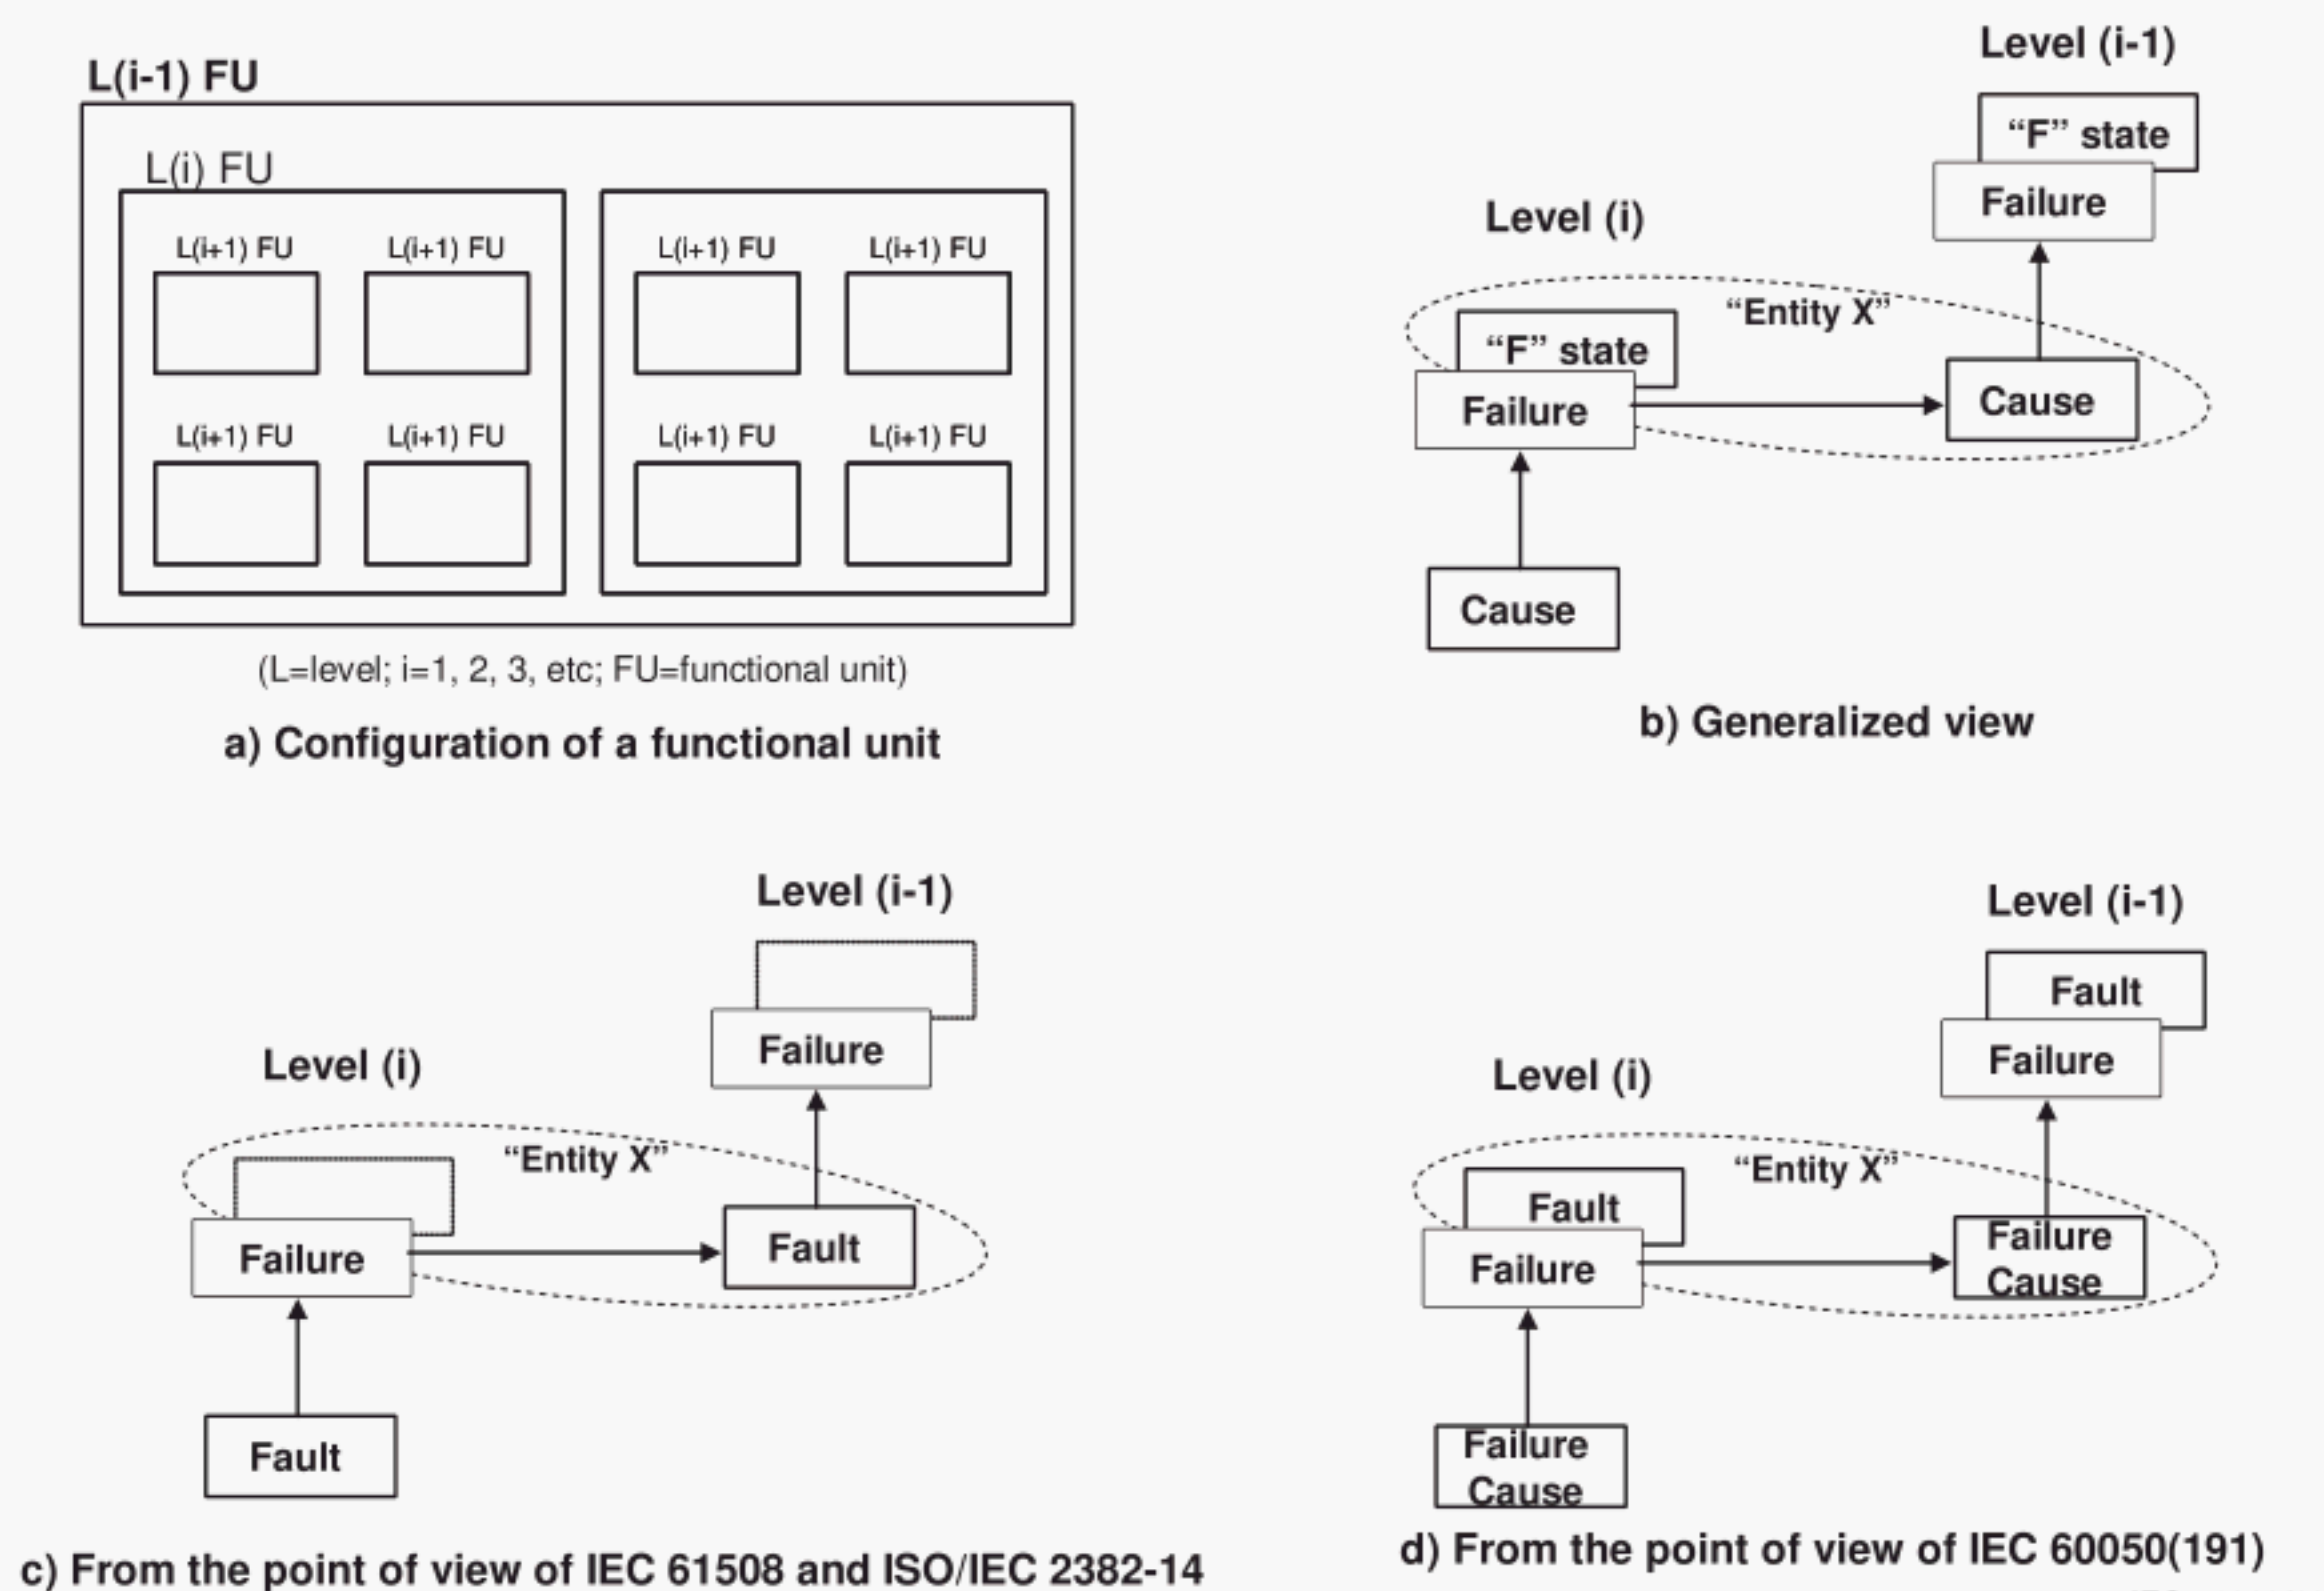 L(i-1) FU
L(i) FU
L(i+1) FU
L(i+1) FU
L(i+1) FU
L(i+1) FU
L(i+1) FU
L(i+1) FU
L(i+1) FU
L(i+1) FU
(L=level; i=1, 2, 3, etc; FU=functional unit)
a) Configuration of a functional unit
Level (i-1)
“F” state
Failure
Level (i)
“Entity X”
“F” state
Failure
Cause
Cause
b) Generalized view
Level (i-1)
Failure
Level (i)
“Entity X”
Failure
Fault
Fault
c) From the point of view of IEC 61508 and ISO/IEC 2382-14
Level (i-1)
Fault
Failure
Level (i)
“Entity X”
Fault
Failure
Failure
Cause
Failure
Cause
d) From the point of view of IEC 60050(191)